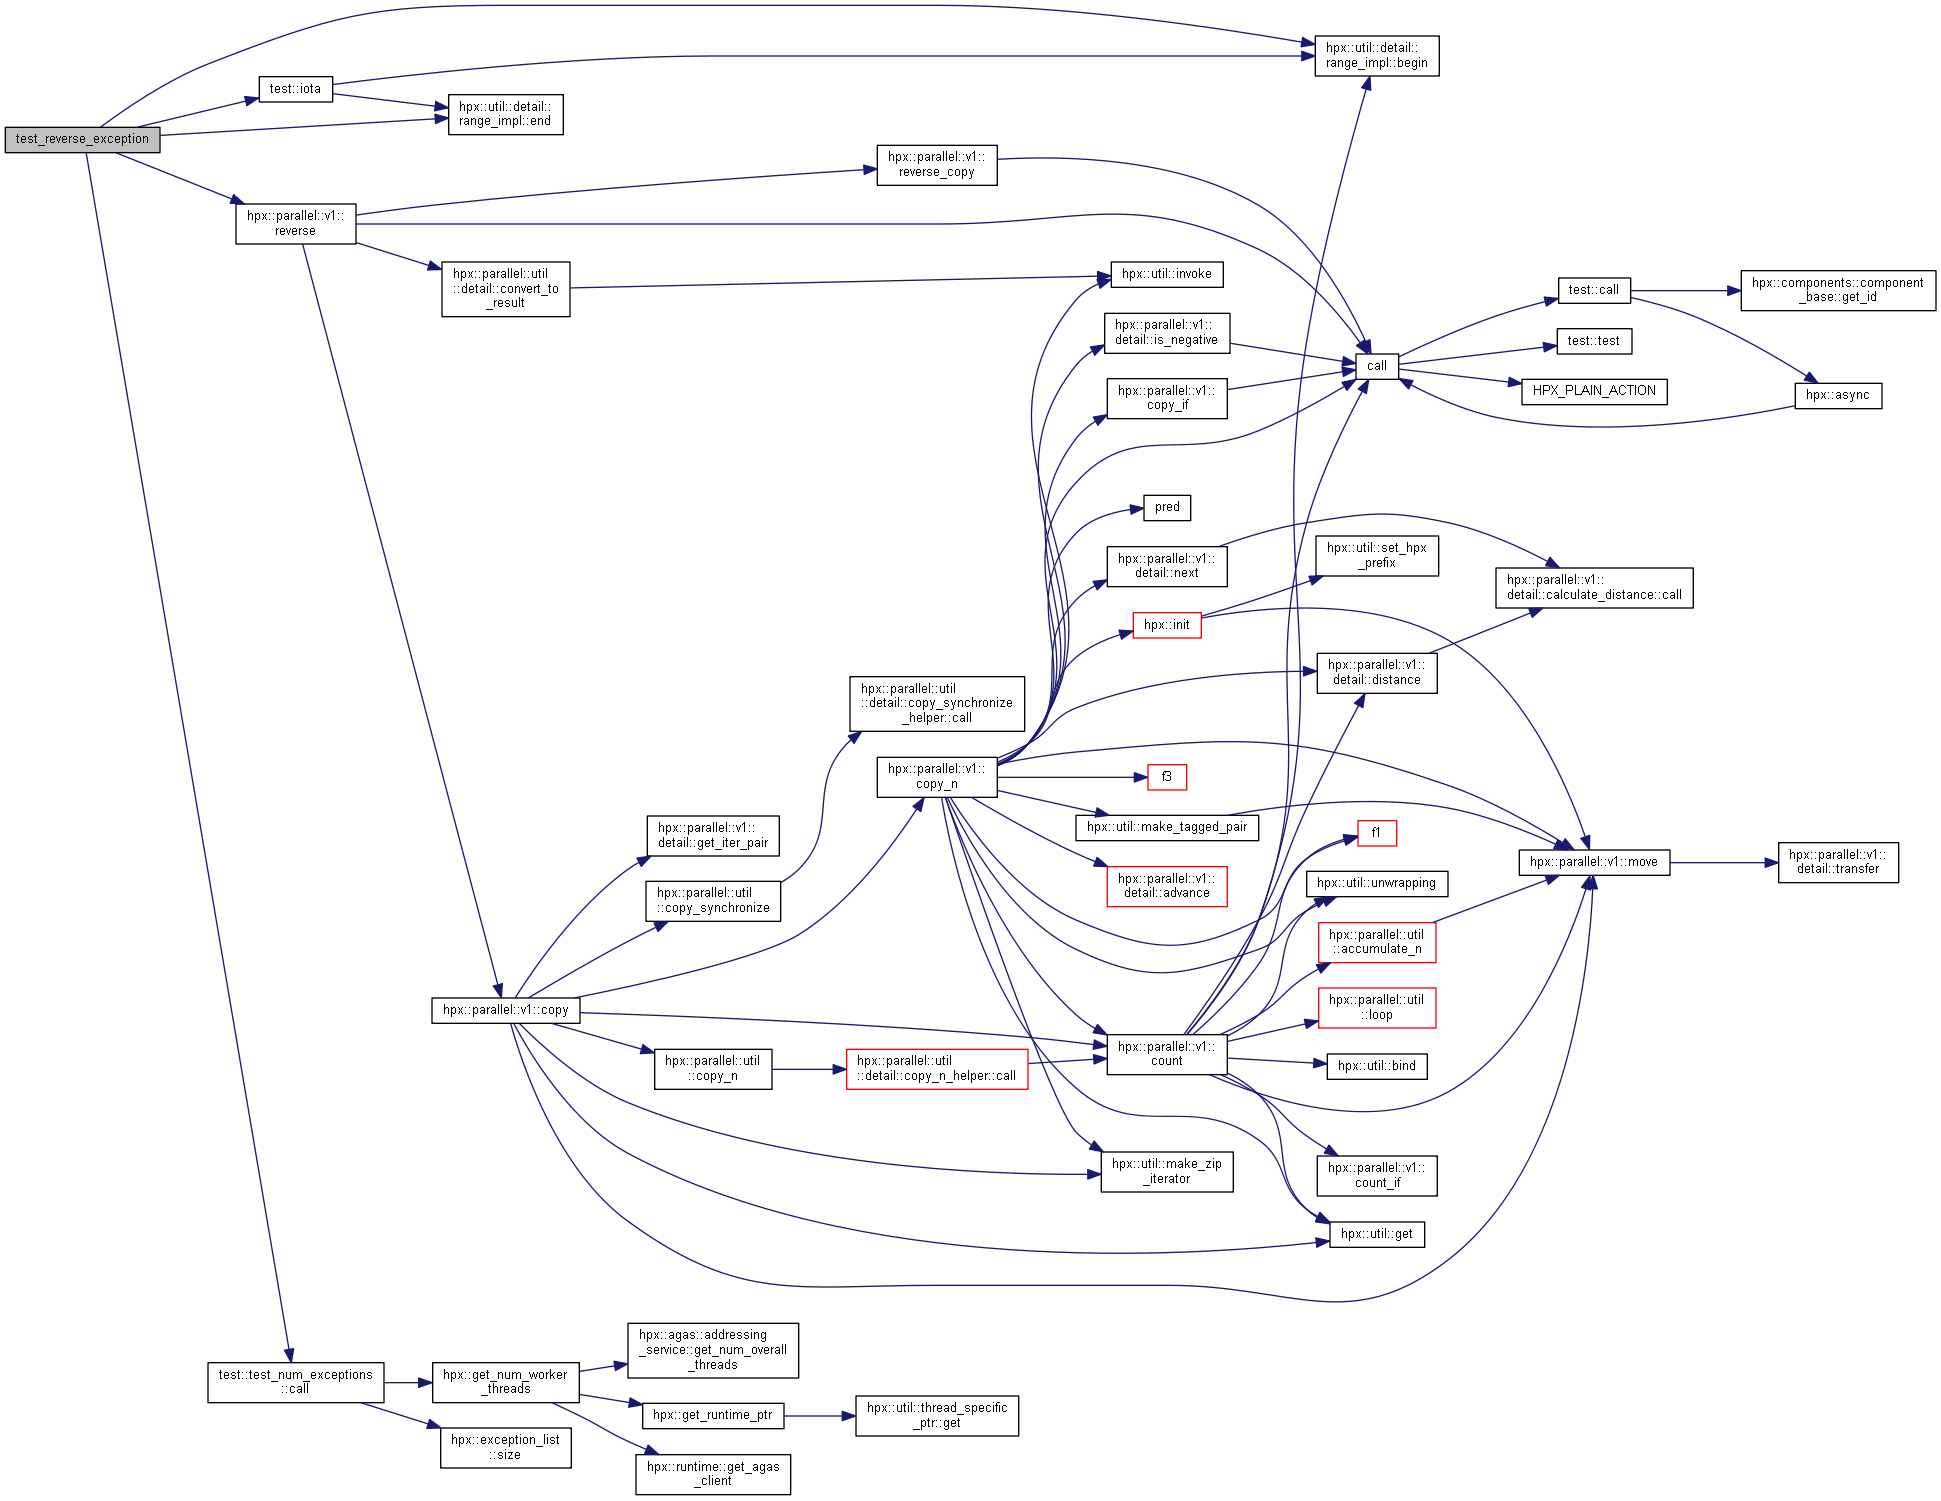 test_reverse_exception
test::iota
hpx::util::detail::
range_impl::end
hpx::util::detail::
range_impl::begin
hpx::parallel::v1::
reverse
hpx::parallel::v1::
reverse_copy
hpx::parallel::util
::detail::convert_to
_result
hpx::util::invoke
hpx::parallel::v1::
detail::is_negative
hpx::parallel::v1::
copy_if
call
test::call
test::test
HPX_PLAIN_ACTION
hpx::components::component
_base::get_id
hpx::async
pred
hpx::parallel::v1::
detail::next
hpx::init
hpx::util::set_hpx
_prefix
hpx::parallel::v1::
detail::calculate_distance::call
hpx::parallel::v1::
detail::distance
hpx::parallel::util
::detail::copy_synchronize
_helper::call
hpx::parallel::v1::
copy_n
f3
hpx::util::make_tagged_pair
f1
hpx::parallel::v1::
detail::advance
hpx::util::unwrapping
hpx::parallel::v1::move
hpx::parallel::v1::
detail::transfer
hpx::parallel::v1::
detail::get_iter_pair
hpx::parallel::util
::copy_synchronize
hpx::parallel::util
::accumulate_n
hpx::parallel::util
::loop
hpx::parallel::v1::copy
hpx::parallel::util
::copy_n
hpx::parallel::util
::detail::copy_n_helper::call
hpx::parallel::v1::
count
hpx::util::bind
hpx::util::make_zip
_iterator
hpx::parallel::v1::
count_if
hpx::util::get
test::test_num_exceptions
::call
hpx::get_num_worker
_threads
hpx::agas::addressing
_service::get_num_overall
_threads
hpx::get_runtime_ptr
hpx::util::thread_specific
_ptr::get
hpx::exception_list
::size
hpx::runtime::get_agas
_client